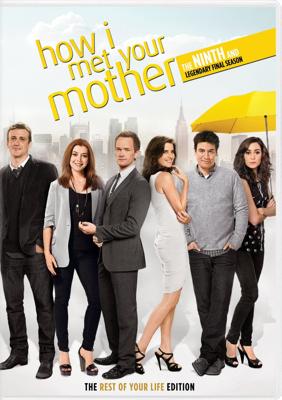 how i
met your
mother
THE NINTH AND
LEGENDARY FINAL SEASON
THE REST OF YOUR LIFE EDITION